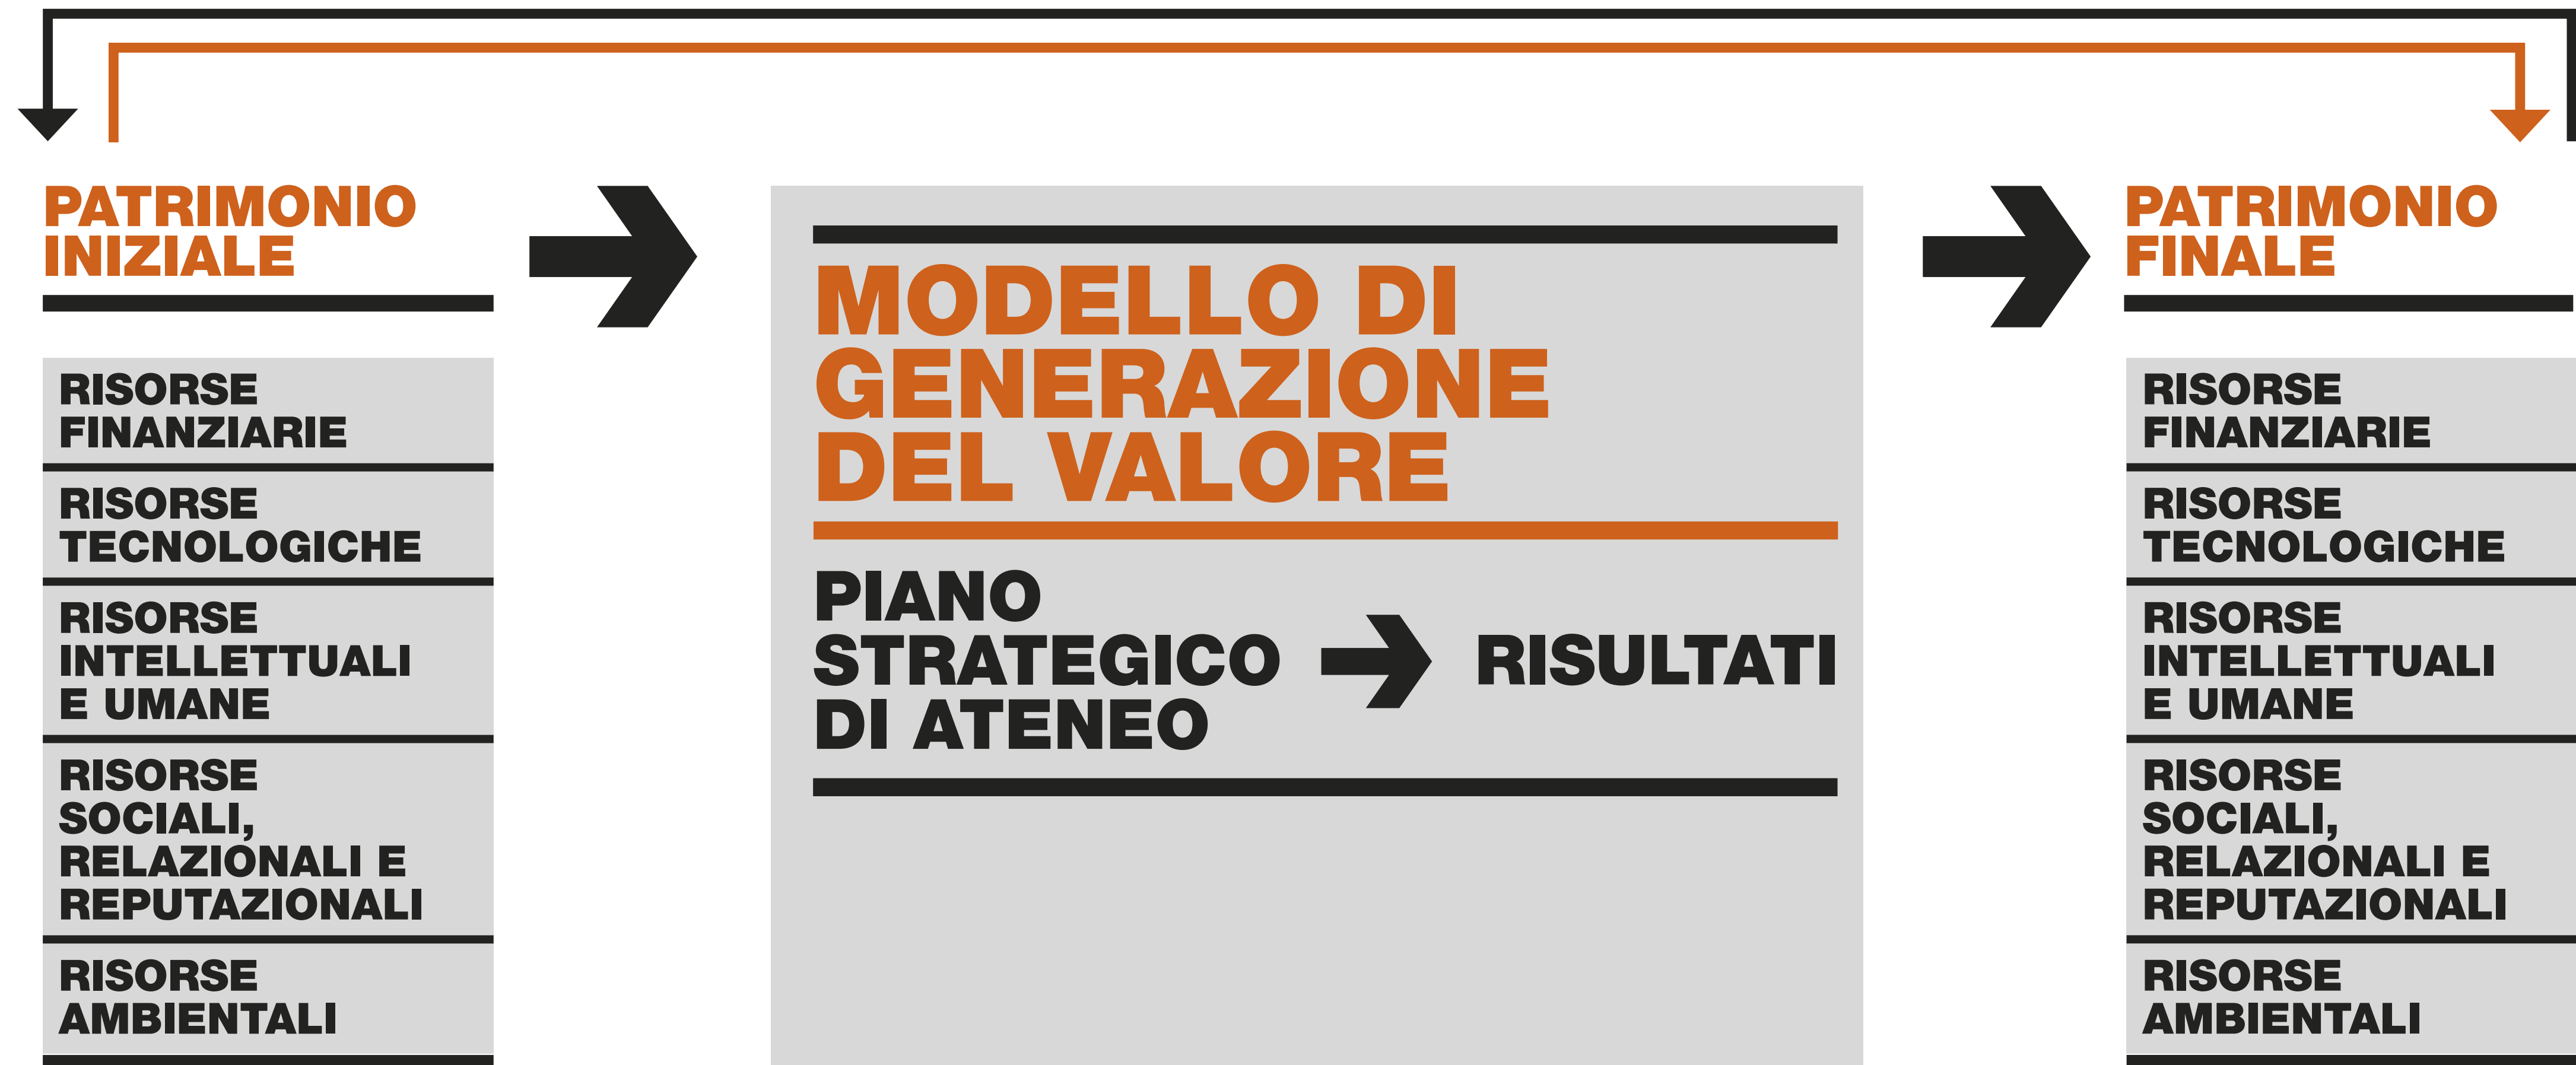 PATRIMONIO
INIZIALE
RISORSE
FINANZIARIE
RISORSE
TECNOLOGICHE
RISORSE
INTELLETTUALI
E UMANE
RISORSE
SOCIALI,
RELAZIONALI E
REPUTAZIONALI
RISORSE
AMBIENTALI
MODELLO DI
GENERAZIONE
DEL VALORE
PIANO
STRATEGICO
DI ATENEO
RISULTATI
PATRIMONIO
FINALE
RISORSE
FINANZIARIE
RISORSE
TECNOLOGICHE
RISORSE
INTELLETTUALI
E UMANE
RISORSE
SOCIALI,
RELAZIONALI E
REPUTAZIONALI
RISORSE
AMBIENTALI